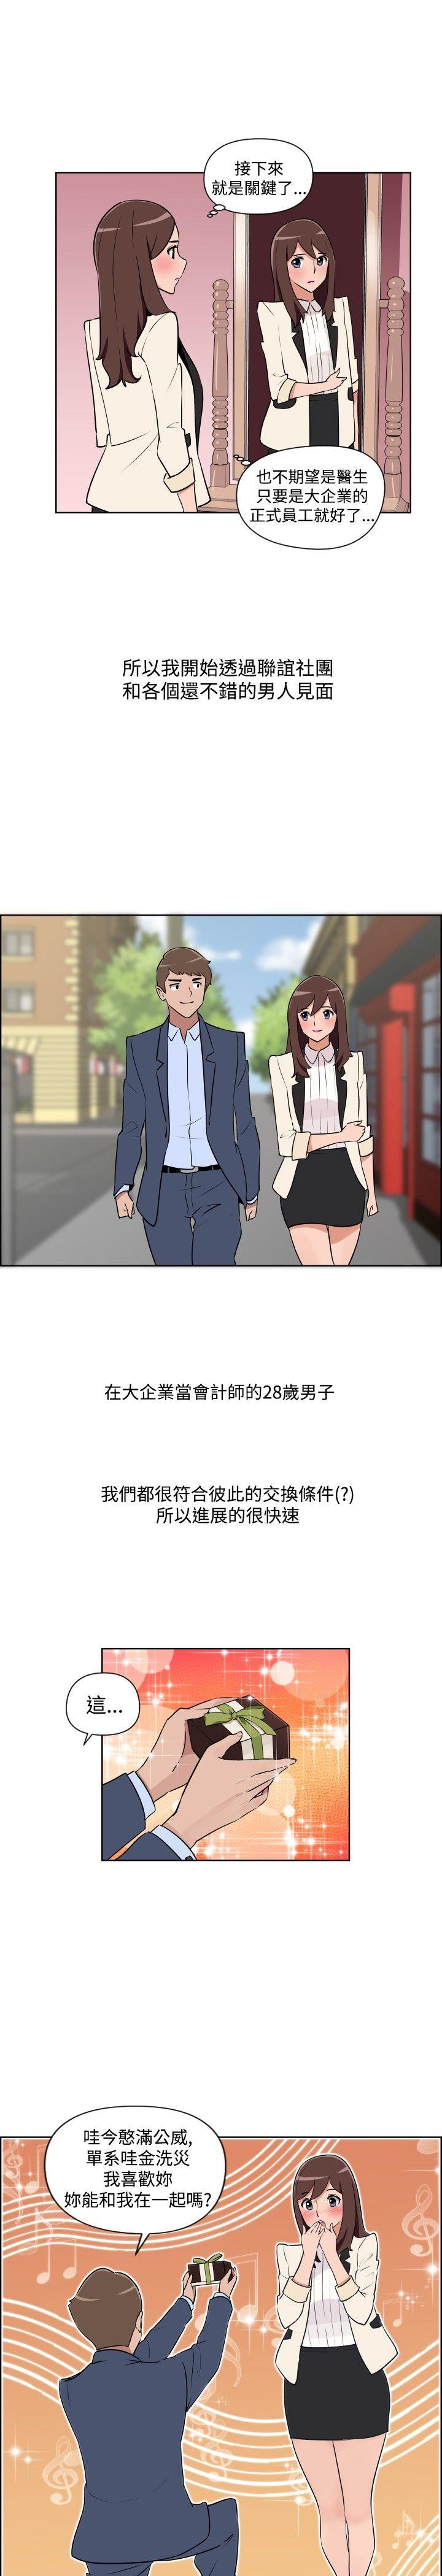 接下來
就是關鍵了...
也不期望是醫生
只要是大企業的
正式員工就好了...
所以我開始透過聯誼社團
和各個還不錯的男人見面
在大企業當會計師的28歲男子
我們都很符合彼此的交換條件(?)
所以進展的很快速
這...
哇今憨滿公威,
單系哇金洗災
我喜歡妳
妳能和我在一起嗎?